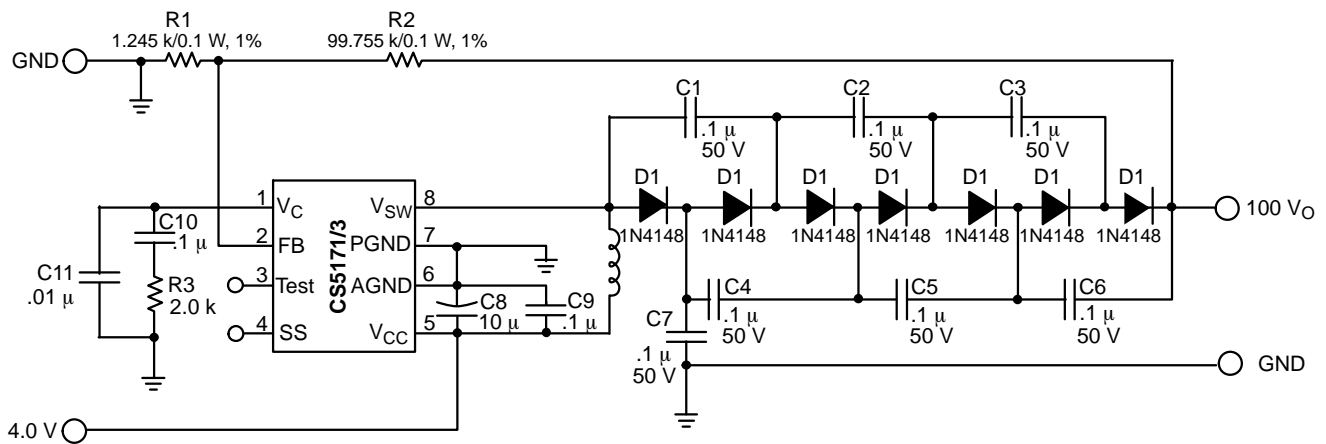 R1
1.245 k/0.1 W, 1%
R2
99.755 k/0.1 W, 1%
GND
C1
.1 μ
50 V
C2
.1 μ
50 V
C3
.1 μ
50 V
D1
D1
D1
D1
D1
D1
D1
1N4148
1N4148
1N4148
1N4148
1N4148
1N4148
1N4148
100 VO
1
VC
VSW
8
C10
.1 μ
2
FB
PGND
7
CS5171/3
C11
.01 μ
R3
2.0 k
3
Test
AGND
6
4
SS
VCC
5
C8
10 μ
C9
.1 μ
C4
.1 μ
50 V
C5
.1 μ
50 V
C6
.1 μ
50 V
C7
.1 μ
50 V
GND
4.0 V